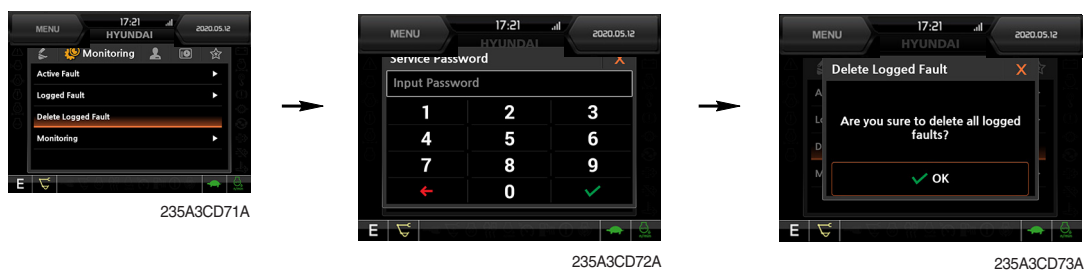 MENU
17:21
2020.05.12
HYUNDAI
Monitoring
Active Fault
Logged Fault
Delete Logged Fault
Monitoring
E
235A3CD71A
MENU
17:21
2020.05.12
HYUNDAI
Service Password
X
Input Password
1 2 3
4 5 6
7 8 9
0
E
235A3CD72A
MENU
17:21
2020.05.12
HYUNDAI
Delete Logged Fault
X
A
L
D
M
Are you sure to delete all logged
faults?
OK
E
235A3CD73A